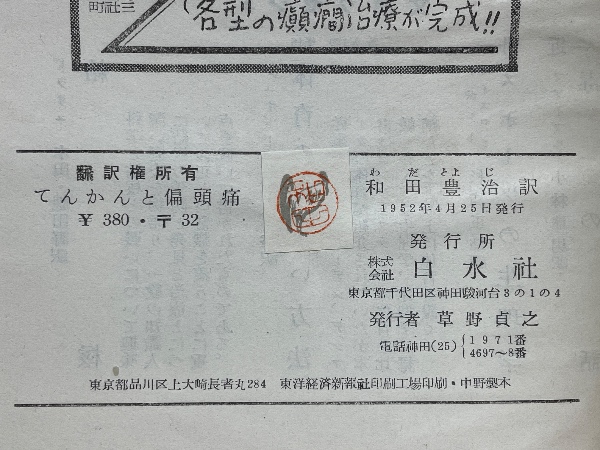 三社町
(各型の癲癇)治療が完成!!
翻訳権所有
てんかんと偏頭痛
¥ 380・〒 32
わだとよじ
和田豊治訳
1952年4月25日発行
発行所
株式会社 白水社
東京都千代田区神田駿河台3の1の4
発行者 草野貞之
電話神田(25) 1971番
4697〜8番
東京都品川区上大崎長者丸284 東洋経済新報社印刷工場印刷・中野製本